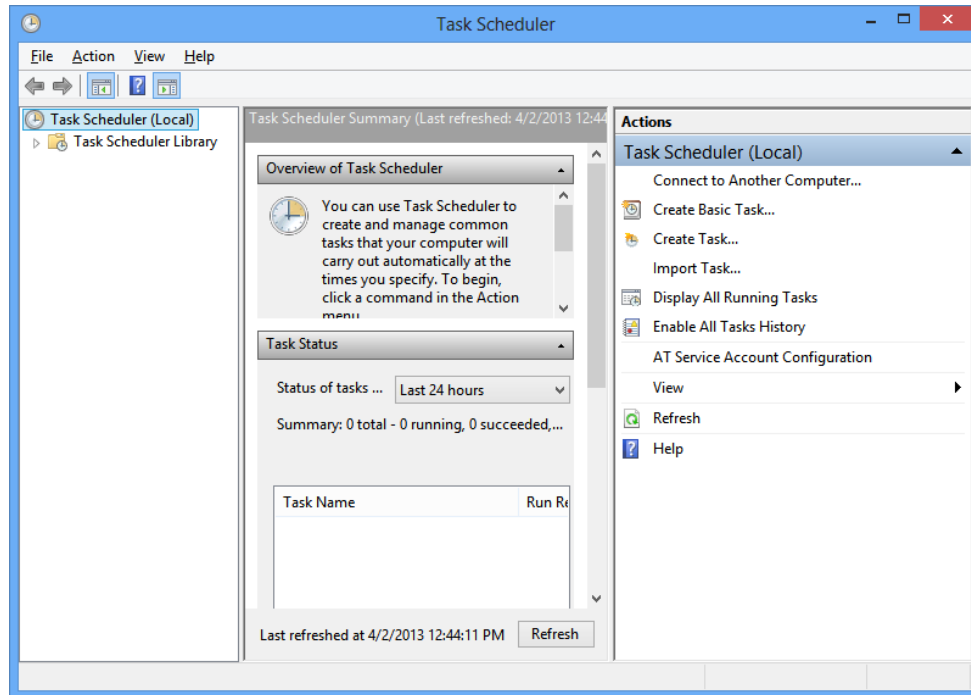 Task Scheduler
File Action View Help
Task Scheduler (Local)
Task Scheduler Library
Task Scheduler Summary (Last refreshed: 4/2/2013 12:44
Overview of Task Scheduler
You can use Task Scheduler to
create and manage common
tasks that your computer will
carry out automatically at the
times you specify. To begin,
click a command in the Action
menu
Task Status
Status of tasks ... Last 24 hours
Summary: 0 total - 0 running, 0 succeeded,...
Task Name Run Re
Last refreshed at 4/2/2013 12:44:11 PM Refresh
Actions
Task Scheduler (Local)
Connect to Another Computer...
Create Basic Task...
Create Task...
Import Task...
Display All Running Tasks
Enable All Tasks History
AT Service Account Configuration
View
Refresh
Help